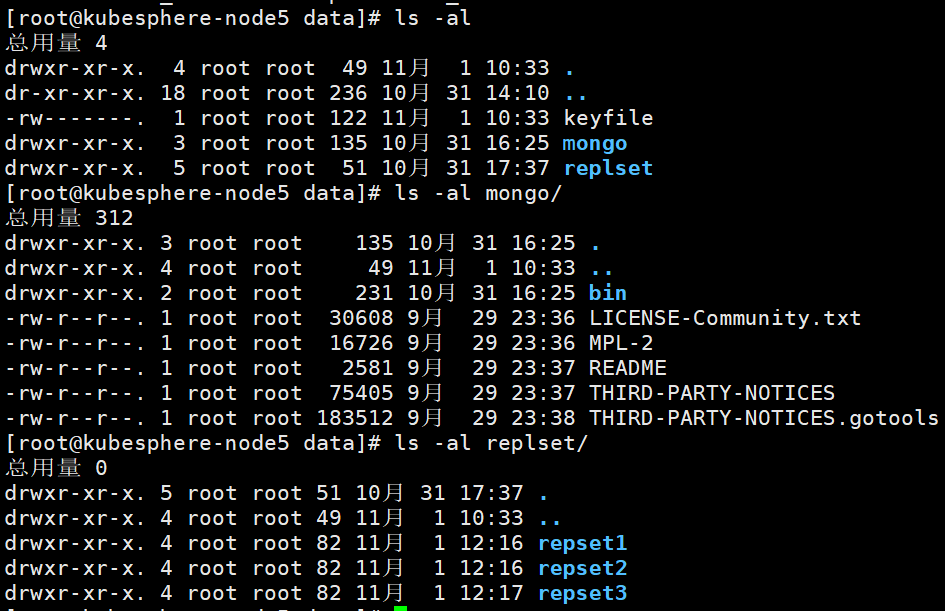 [root@kubesphere-node5 data]# ls -al
总用量 4
drwxr-xr-x.  4 root root  49 11月  1 10:33 .
dr-xr-xr-x. 18 root root 236 10月 31 14:10 ..
-rw-------.  1 root root 122 11月  1 10:33 keyfile
drwxr-xr-x.  3 root root 135 10月 31 16:25 mongo
drwxr-xr-x.  5 root root  51 10月 31 17:37 replset
[root@kubesphere-node5 data]# ls -al mongo/
总用量 312
drwxr-xr-x. 3 root root    135 10月 31 16:25 .
drwxr-xr-x. 4 root root     49 11月  1 10:33 ..
drwxr-xr-x. 2 root root    231 10月 31 16:25 bin
-rw-r--r--. 1 root root  30608 9月  29 23:36 LICENSE-Community.txt
-rw-r--r--. 1 root root  16726 9月  29 23:36 MPL-2
-rw-r--r--. 1 root root   2581 9月  29 23:37 README
-rw-r--r--. 1 root root  75405 9月  29 23:37 THIRD-PARTY-NOTICES
-rw-r--r--. 1 root root 183512 9月  29 23:38 THIRD-PARTY-NOTICES.gotools
[root@kubesphere-node5 data]# ls -al replset/
总用量 0
drwxr-xr-x. 5 root root 51 10月 31 17:37 .
drwxr-xr-x. 4 root root 49 11月  1 10:33 ..
drwxr-xr-x. 4 root root 82 11月  1 12:16 repset1
drwxr-xr-x. 4 root root 82 11月  1 12:16 repset2
drwxr-xr-x. 4 root root 82 11月  1 12:17 repset3